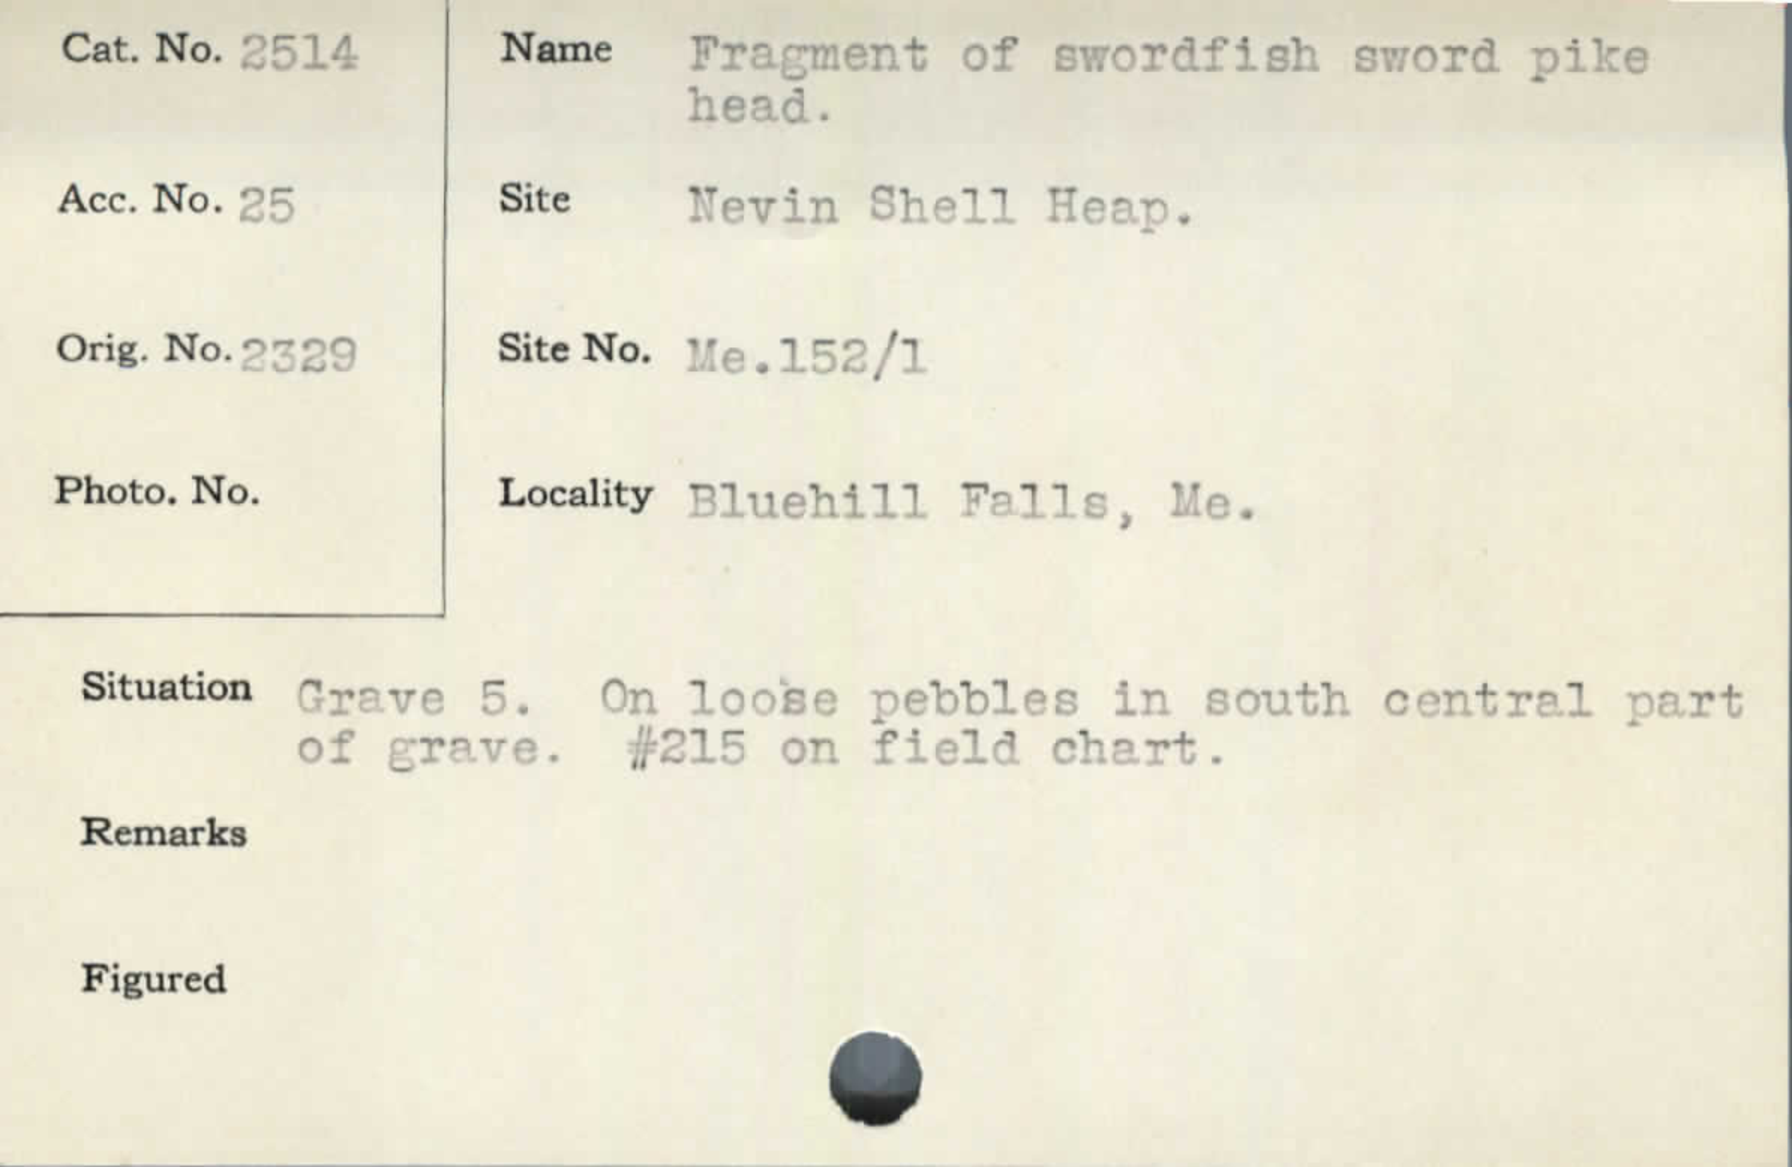 Cat. No. 2514
Name Fragment of swordfish sword pike
head.
Acc. No. 25
Site Nevin Shell Heap.
Orig. No. 2329
Site No. Me.152/1
Photo. No.
Locality Bluehill Falls, Me.
Situation Grave 5. On loose pebbles in south central part
of grave. #215 on field chart.
Remarks
Figured